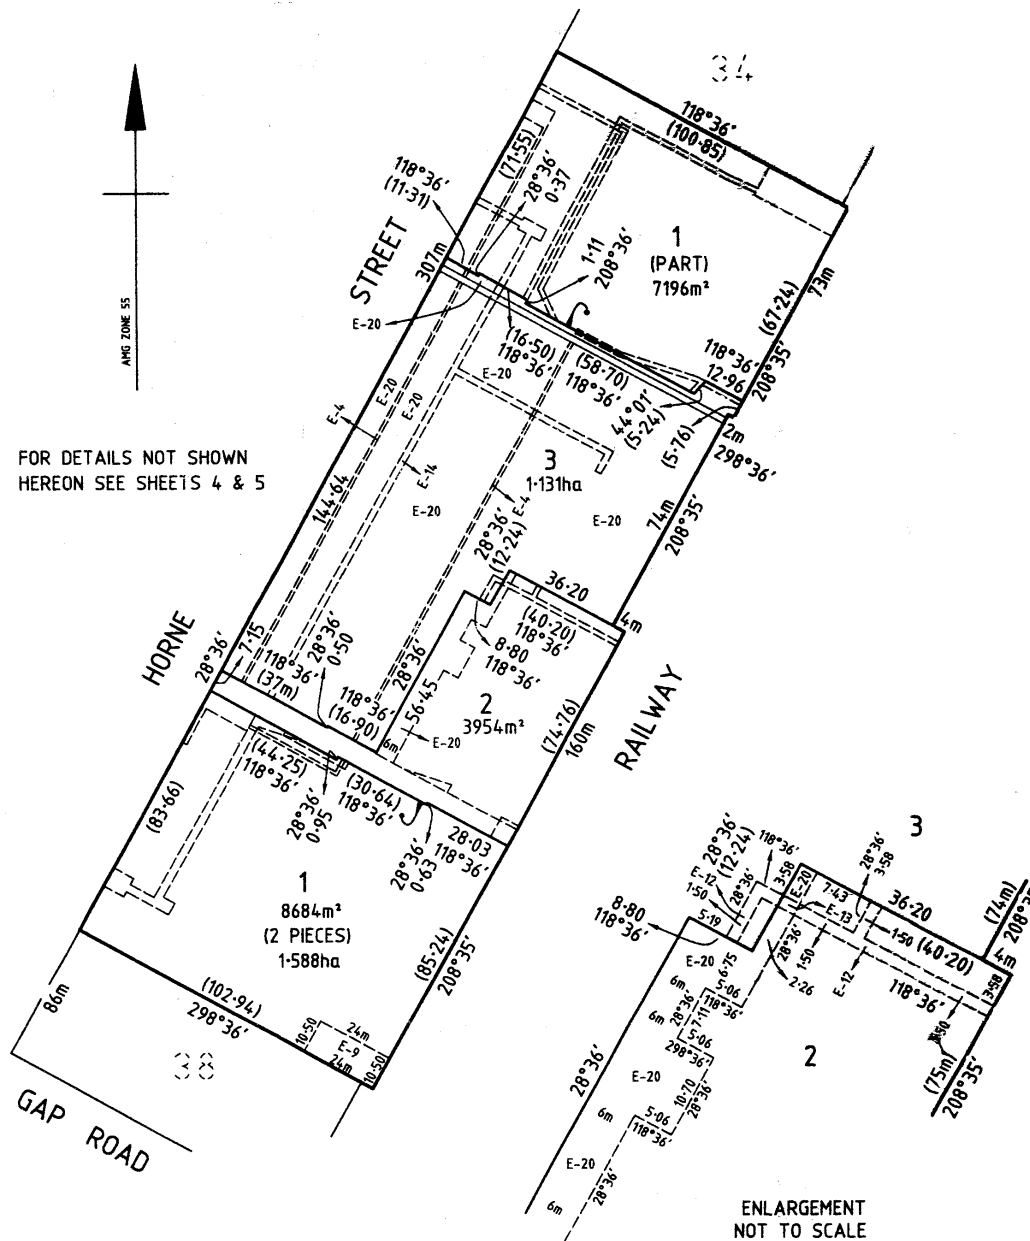 34
118°36′
(100·85)
(71·55)
28°36′
0·37
118°36′
(11·31)
STREET
307m
1·11
208°36′
1
(PART)
7196m²
73m
(67·24)
208°35′
AMG ZONE 55
E-20
(16·50)
118°36′
(58·70)
118°36′
118°36′
12·96
44°01′
(5·24)
(5·76)
2m
298°36′
E-20
E-20
E-20
E-4
FOR DETAILS NOT SHOWN
HEREON SEE SHEETS 4 & 5
3
1·131ha
E-14
E-20
E-4
E-20
144·64
74m
208°35′
28°36′
(12·24)
36·20
4m
(40·20)
118°36′
8·80
118°36′
HORNE
28°36′
7·15
118°36′
(37m)
28°36′
0·50
118°36′
(16·90)
28°36′
56·45
6m
2
3954m²
E-20
(74·76)
160m
RAILWAY
(83·66)
(44·25)
118°36′
28°36′
0·95
(30·64)
118°36′
28°36′
0·63
28·03
118°36′
1
8684m²
(2 PIECES)
1·588ha
(85·24)
208°35′
86m
(102·94)
298°36′
10·50
24m
E-9
24m
10·50
38
GAP ROAD
3
28°36′
(12·24)
118°36′
3·58
E-20
7·43
28°36′
3·58
36·20
(74m)
208°35′
4m
E-12
1·50
28°36′
E-13
8·80
118°36′
5·19
E-20
6·75
28°36′
2·26
1·50
E-12
1·50
(40·20)
118°36′
3·58
(75m)
208°35′
6m
5·06
118°36′
28°36′
7·11
6m
5·06
298°36′
2
28°36′
E-20
10·70
28°36′
6m
5·06
118°36′
E-20
28°36′
6m
ENLARGEMENT
NOT TO SCALE